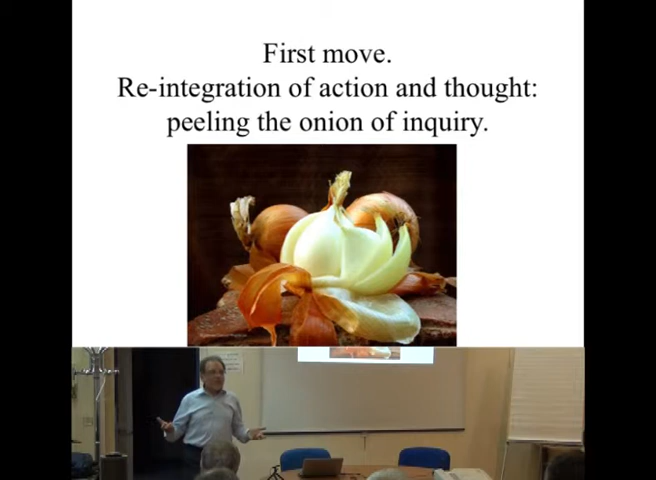 First move.
Re-integration of action and thought:
peeling the onion of inquiry.